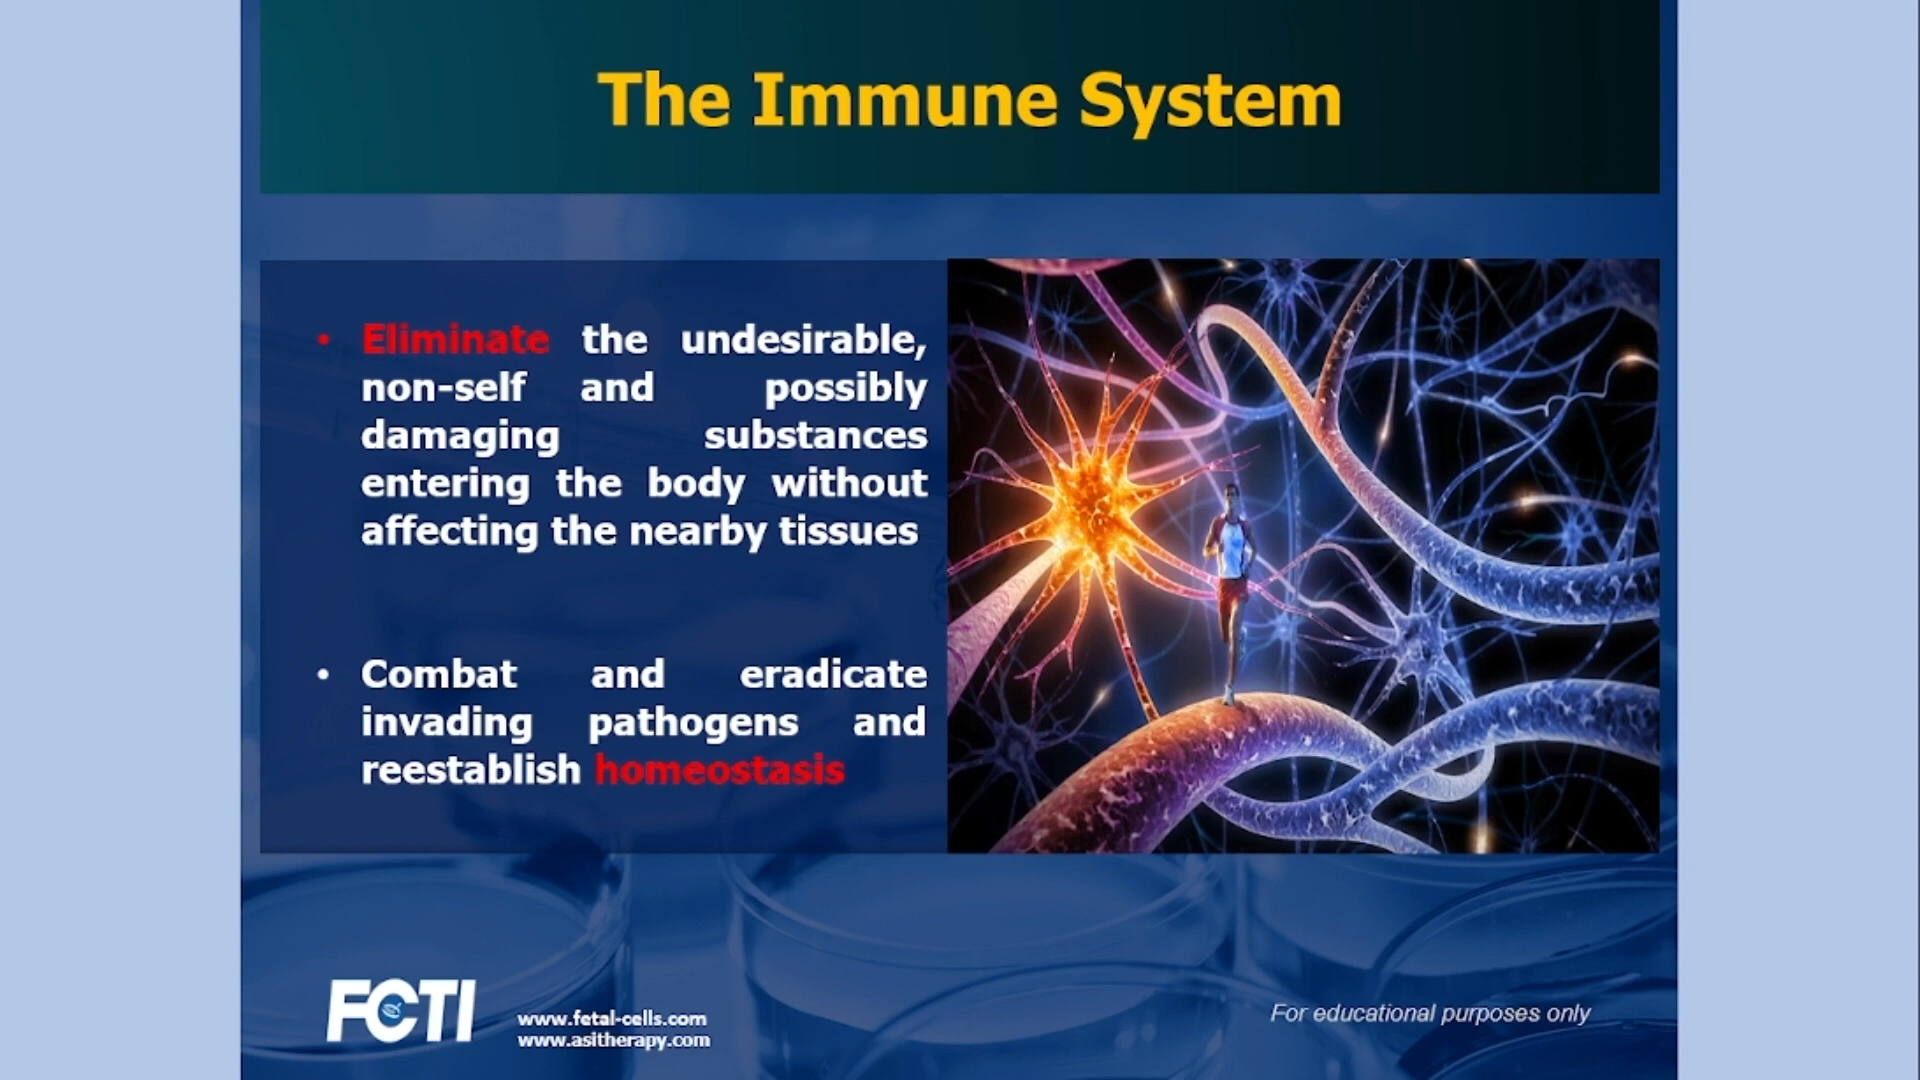 The Immune System
• Eliminate the undesirable,
non-self and possibly
damaging substances
entering the body without
affecting the nearby tissues
• Combat and eradicate
invading pathogens and
reestablish homeostasis
FCTI
www.fetal-cells.com
www.asitherapy.com
For educational purposes only